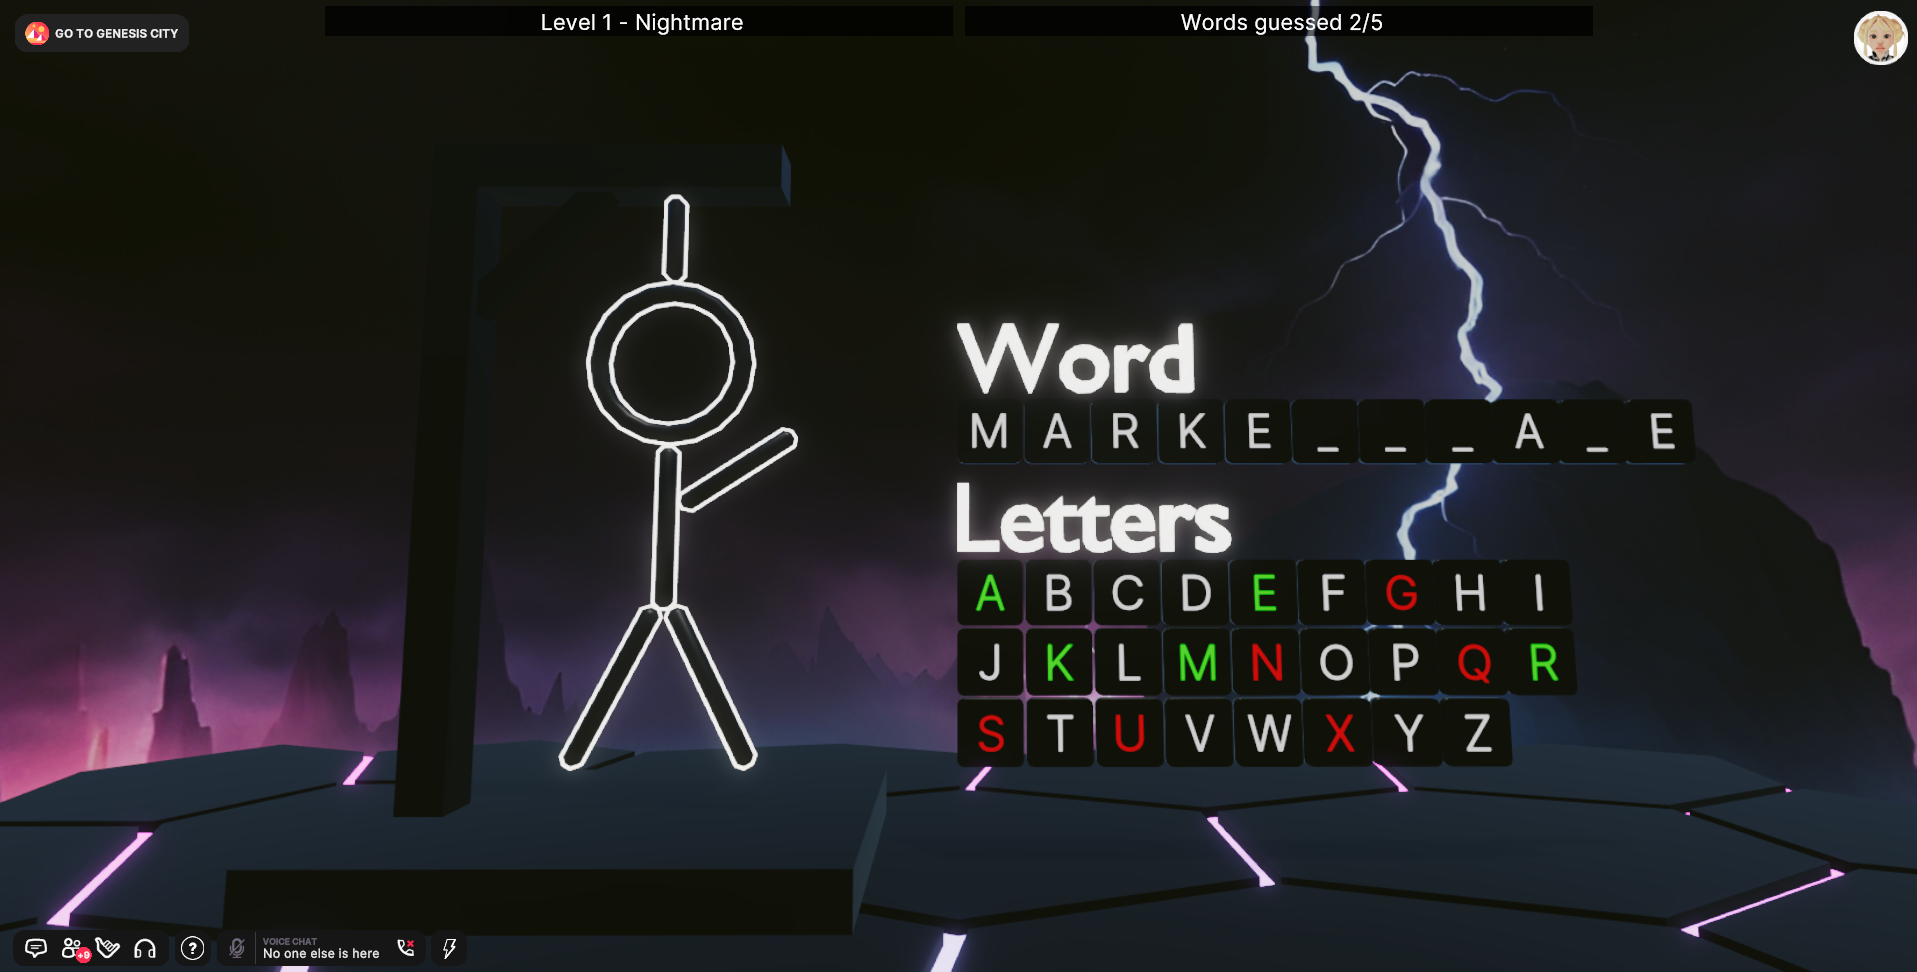 GO TO GENESIS CITY
Level 1 - Nightmare
Words guessed 2/5
Word
M A R K E _ _ _ A _ E
Letters
A B C D E F G H I
J K L M N O P Q R
S T U V W X Y Z
+9
?
VOICE CHAT
No one else is here